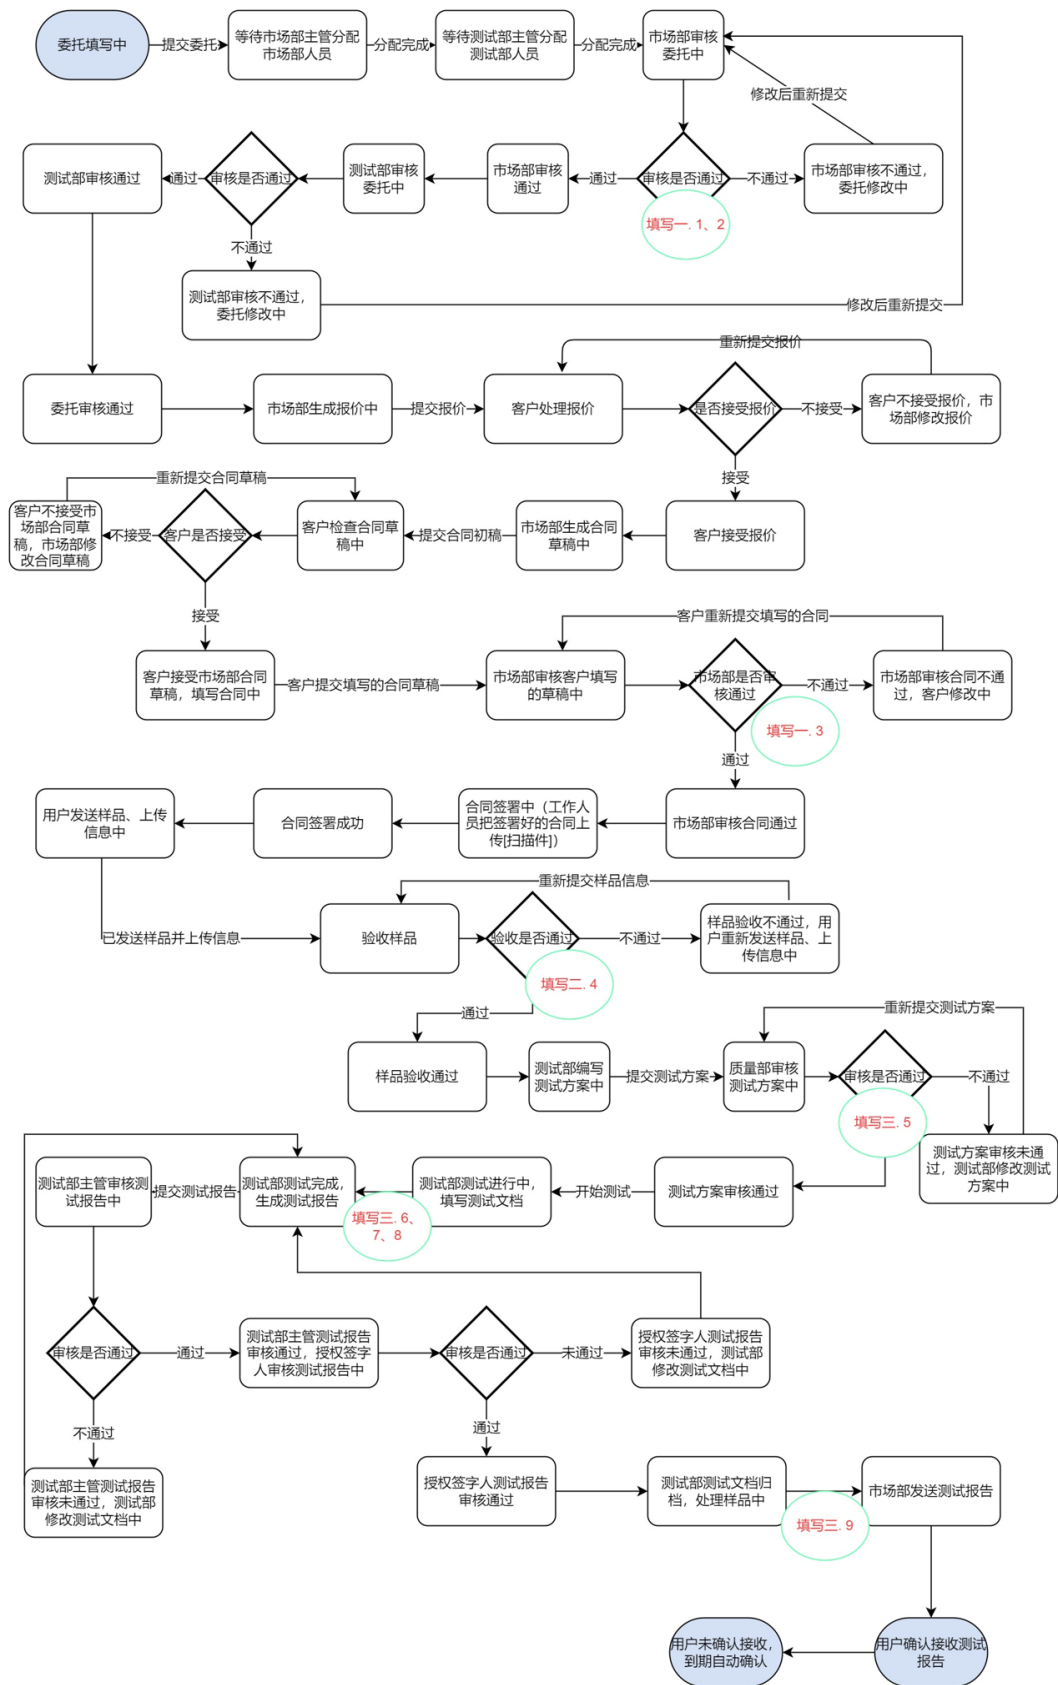 委托填写中
提交委托
等待市场部主管分配
市场部人员
分配完成
等待测试部主管分配
测试部人员
分配完成
市场部审核
委托中
修改后重新提交
测试部审核通过
通过
审核是否通过
测试部审核
委托中
市场部审核
通过
通过
审核是否通过
不通过
市场部审核不通过，
委托修改中
填写一. 1、2
不通过
测试部审核不通过，
委托修改中
修改后重新提交
重新提交报价
委托审核通过
市场部生成报价中
提交报价
客户处理报价
是否接受报价
不接受
客户不接受报价，市
场部修改报价
接受
重新提交合同草稿
客户不接受市
场部合同草
稿，市场部修
改合同草稿
不接受
客户是否接受
客户检查合同草
稿中
提交合同初稿
市场部生成合同
草稿中
客户接受报价
接受
客户重新提交填写的合同
客户接受市场部合同
草稿，填写合同中
客户提交填写的合同草稿
市场部审核客户填写
的草稿中
市场部是否审
核通过
不通过
市场部审核合同不通
过，客户修改中
填写一. 3
通过
用户发送样品、上传
信息中
合同签署成功
合同签署中（工作人
员把签署好的合同上
传[扫描件]）
市场部审核合同通过
重新提交样品信息
已发送样品并上传信息
验收样品
验收是否通过
不通过
样品验收不通过，用
户重新发送样品、上
传信息中
填写二. 4
通过
重新提交测试方案
样品验收通过
测试部编写
测试方案中
提交测试方案
质量部审核
测试方案中
审核是否通过
不通过
填写三. 5
测试方案审核未通
过，测试部修改测试
方案中
测试部主管审核测
试报告中
提交测试报告
测试部测试完成，
生成测试报告
测试部测试进行中，
填写测试文档
开始测试
测试方案审核通过
填写三. 6、
7、8
审核是否通过
通过
测试部主管测试报告
审核通过，授权签字
人审核测试报告中
审核是否通过
未通过
授权签字人测试报告
审核未通过，测试部
修改测试文档中
不通过
通过
测试部主管测试报告
审核未通过，测试部
修改测试文档中
授权签字人测试报告
审核通过
测试部测试文档归
档，处理样品中
市场部发送测试报告
填写三. 9
用户未确认接收，
到期自动确认
用户确认接收测试
报告